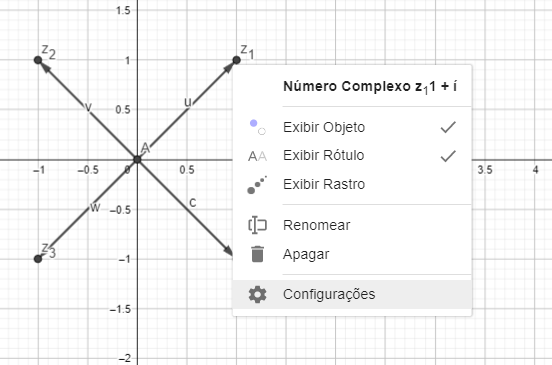 1.5
z2
1
z1
Número Complexo z11 + í
v
0.5
u
Exibir Objeto
A
AA Exibir Rótulo
−1
−0.5
0
0.5
3.5
4
Exibir Rastro
w
−0.5
c
Renomear
z3
−1
Apagar
Configurações
−1.5
−2